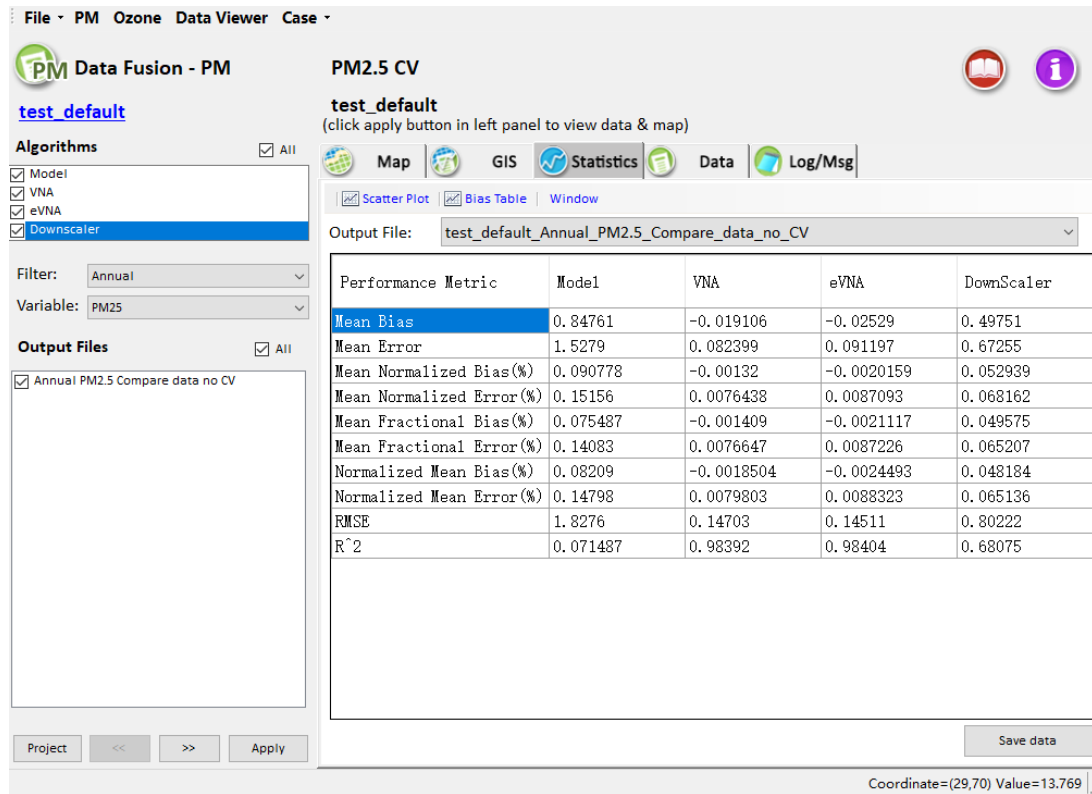 File PM Ozone Data Viewer Case
PM Data Fusion - PM
test_default
Algorithms All
Model
VNA
eVNA
Downscaler
Filter: Annual
Variable: PM25
Output Files All
Annual PM2.5 Compare data no CV
Project << >> Apply
PM2.5 CV
i
test_default
(click apply button in left panel to view data & map)
Map GIS Statistics Data Log/Msg
Scatter Plot Bias Table Window
Output File: test_default_Annual_PM2.5_Compare_data_no_CV
Performance Metric Model VNA eVNA DownScaler
Mean Bias 0.84761 -0.019106 -0.02529 0.49751
Mean Error 1.5279 0.082399 0.091197 0.67255
Mean Normalized Bias(%) 0.090778 -0.00132 -0.0020159 0.052939
Mean Normalized Error(%) 0.15156 0.0076438 0.0087093 0.068162
Mean Fractional Bias(%) 0.075487 -0.001409 -0.0021117 0.049575
Mean Fractional Error(%) 0.14083 0.0076647 0.0087226 0.065207
Normalized Mean Bias(%) 0.08209 -0.0018504 -0.0024493 0.048184
Normalized Mean Error(%) 0.14798 0.0079803 0.0088323 0.065136
RMSE 1.8276 0.14703 0.14511 0.80222
R^2 0.071487 0.98392 0.98404 0.68075
Save data
Coordinate=(29,70) Value=13.769